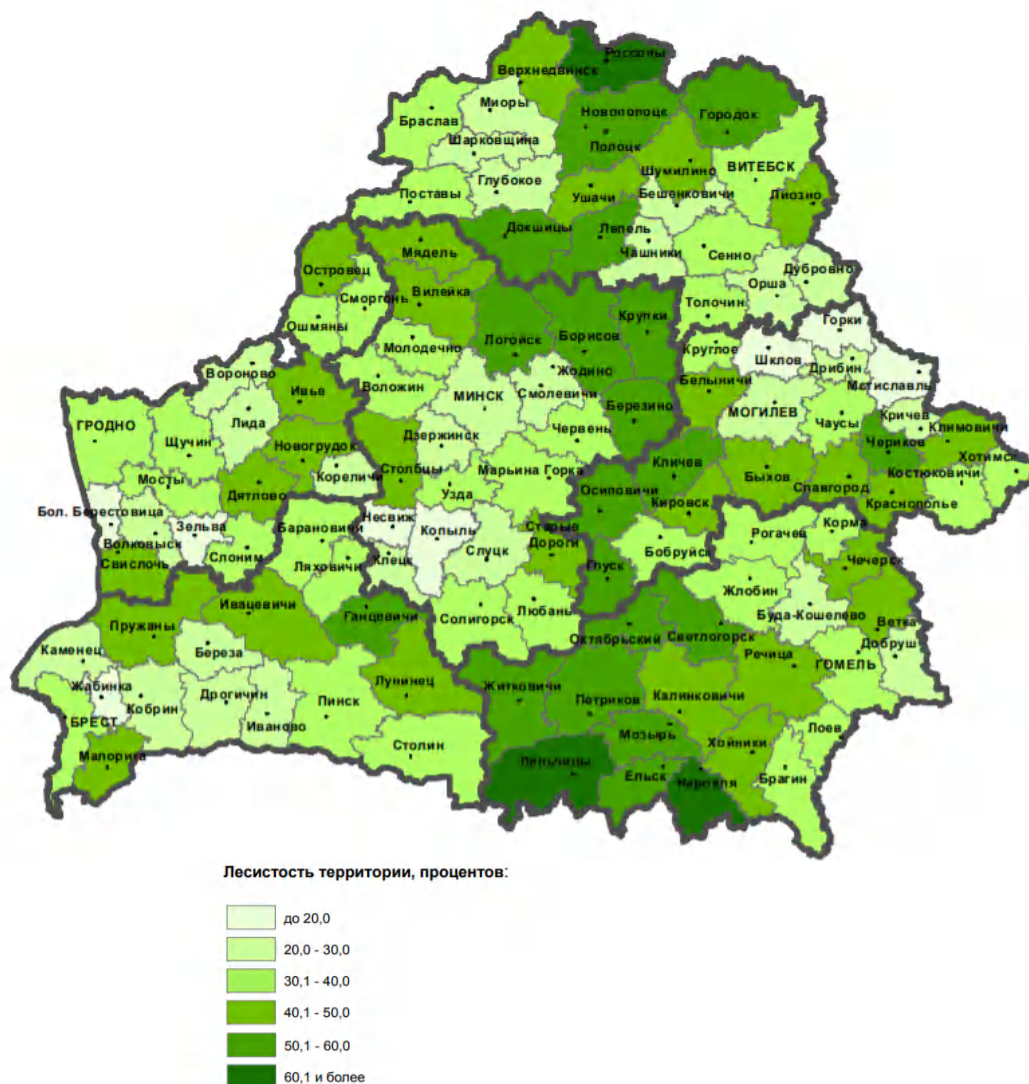 Россоны
Верхнедвинск
Миоры
Браслав
Новополоцк
Городок
Шарковщина
Полоцк
Шумилино
ВИТЕБСК
Глубокое
Поставы
Ушачи
Бешенковичи
Лиозно
Докшицы
Лепель
Чашники
Сенно
Мядель
Дубровно
Островец
Орша
Вилейка
Сморгонь
Толочин
Ошмяны
Крупки
Горки
Логойск
Борисов
Молодечно
Круглое
Шклов
Дрибин
Вороново
Воложин
Жодино
Мстиславль
Ивье
МИНСК
Смолевичи
Белыничи
Березино
МОГИЛЕВ
Кричев
ГРОДНО
Лида
Чаусы
Климовичи
Щучин
Новогрудок
Дзержинск
Червень
Чериков
Хотимск
Кореличи
Столбцы
Марьина Горка
Кличев
Быхов
Костюковичи
Мосты
Дятлово
Узда
Осиповичи
Славгород
Краснополье
Бол. Берестовица
Зельва
Барановичи
Несвиж
Копыль
Старые
Дороги
Кировск
Корма
Волковыск
Слоним
Ляховичи
Клецк
Слуцк
Бобруйск
Рогачев
Свислочь
Глуск
Чечерск
Ивацевичи
Ганцевичи
Любань
Жлобин
Пружаны
Солигорск
Буда-Кошелево
Октябрьский
Светлогорск
Ветка
Каменец
Береза
Речица
ГОМЕЛЬ
Добруш
Жабинка
Лунинец
Житковичи
Калинковичи
Кобрин
Дрогичин
Пинск
Петриков
БРЕСТ
Иваново
Лоев
Мозырь
Столин
Хойники
Малорита
Лельчицы
Ельск
Наровля
Брагин
Лесистость территории, процентов:
до 20,0
20,0 - 30,0
30,1 - 40,0
40,1 - 50,0
50,1 - 60,0
60,1 и более